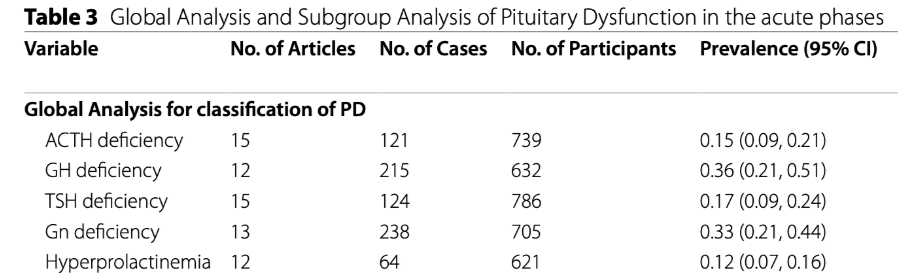 Table 3 Global Analysis and Subgroup Analysis of Pituitary Dysfunction in the acute phases
Variable No. of Articles No. of Cases No. of Participants Prevalence (95% CI)
Global Analysis for classification of PD
ACTH deficiency 15 121 739 0.15 (0.09, 0.21)
GH deficiency 12 215 632 0.36 (0.21, 0.51)
TSH deficiency 15 124 786 0.17 (0.09, 0.24)
Gn deficiency 13 238 705 0.33 (0.21, 0.44)
Hyperprolactinemia 12 64 621 0.12 (0.07, 0.16)